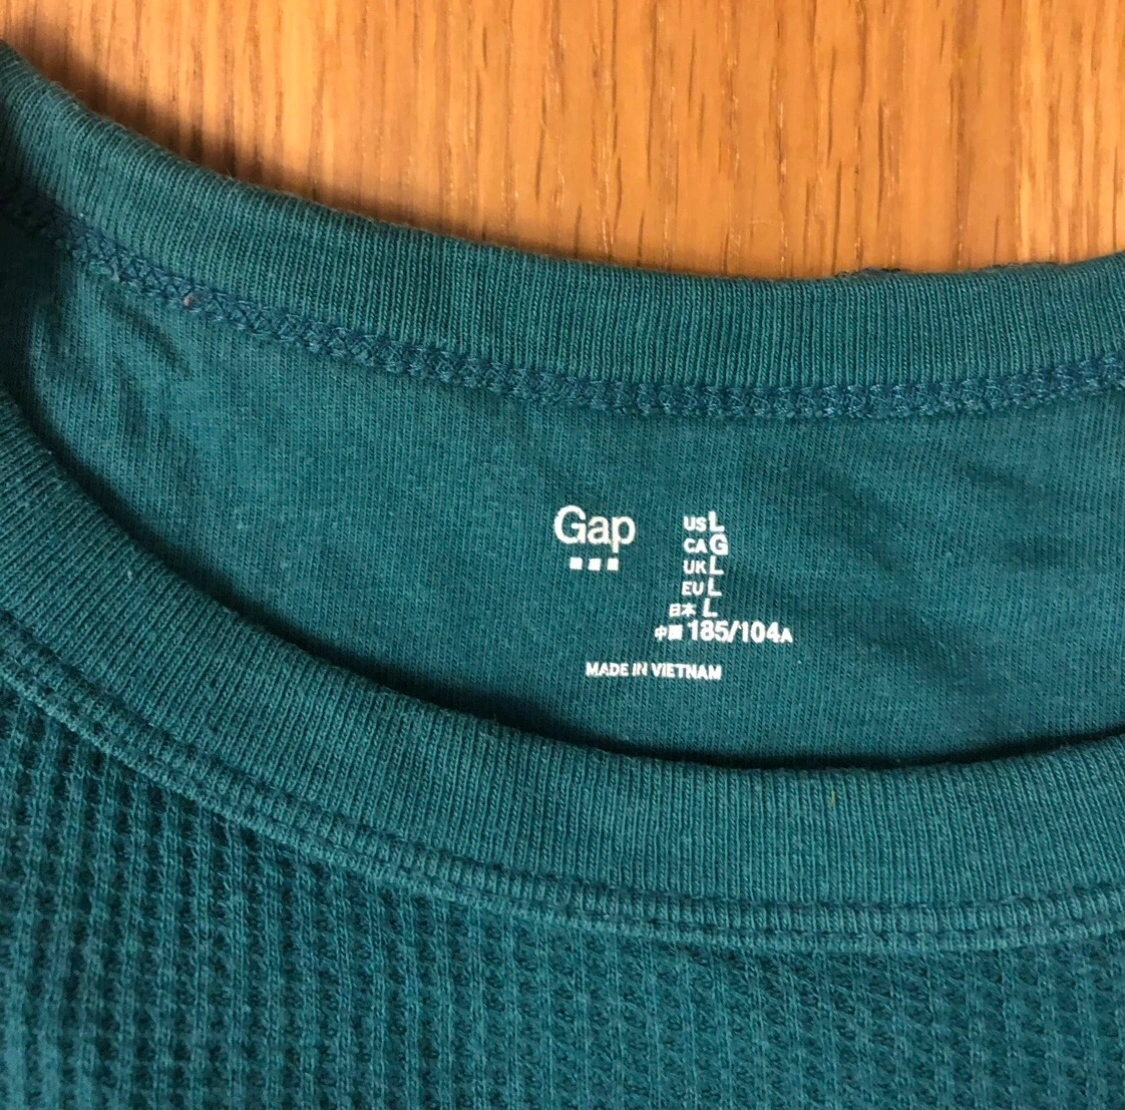 Gap
US L
CA G
UK L
EU L
日本 L
中国 185/104A
MADE IN VIETNAM